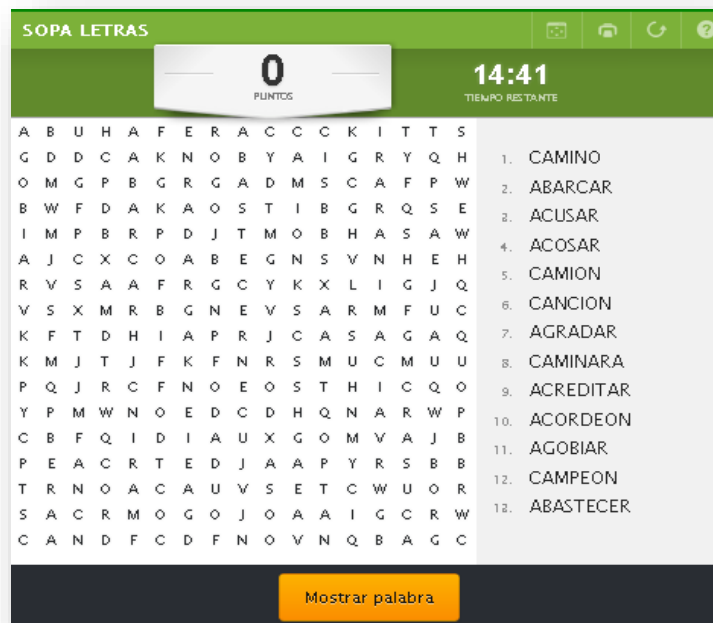 SOPA LETRAS
0
PUNTOS
14:41
TIEMPO RESTANTE
A B U H A F E R A C C C K I T T S
G D D C A K N O B Y A I G R Y Q H
O M G P B G R G A D M S C A F P W
B W F D A K A O S T I B G R Q S E
I M P B R P D J T M O B H A S A W
A J C X C O A B E G N S V N H E H
R V S A A F R G C Y K X L I G J Q
V S X M R B G N E V S A R M F U C
K F T D H I A P R J C A S A G A Q
K M J T J F K F N R S M U C M U U
P Q J R C F N O E O S T H I C Q O
Y P M W N O E D C D H Q N A R W P
C B F Q I D I A U X G O M V A J B
P E A C R T E D J A A P Y R S B B
T R N O A C A U V S E T C W U O R
S A C R M O G O J O A A I G C R W
C A N D F C D F N O V N Q B A G C
1. CAMINO
2. ABARCAR
3. ACUSAR
4. ACOSAR
5. CAMION
6. CANCION
7. AGRADAR
8. CAMINARA
9. ACREDITAR
10. ACORDEON
11. AGOBIAR
12. CAMPEON
13. ABASTECER
Mostrar palabra